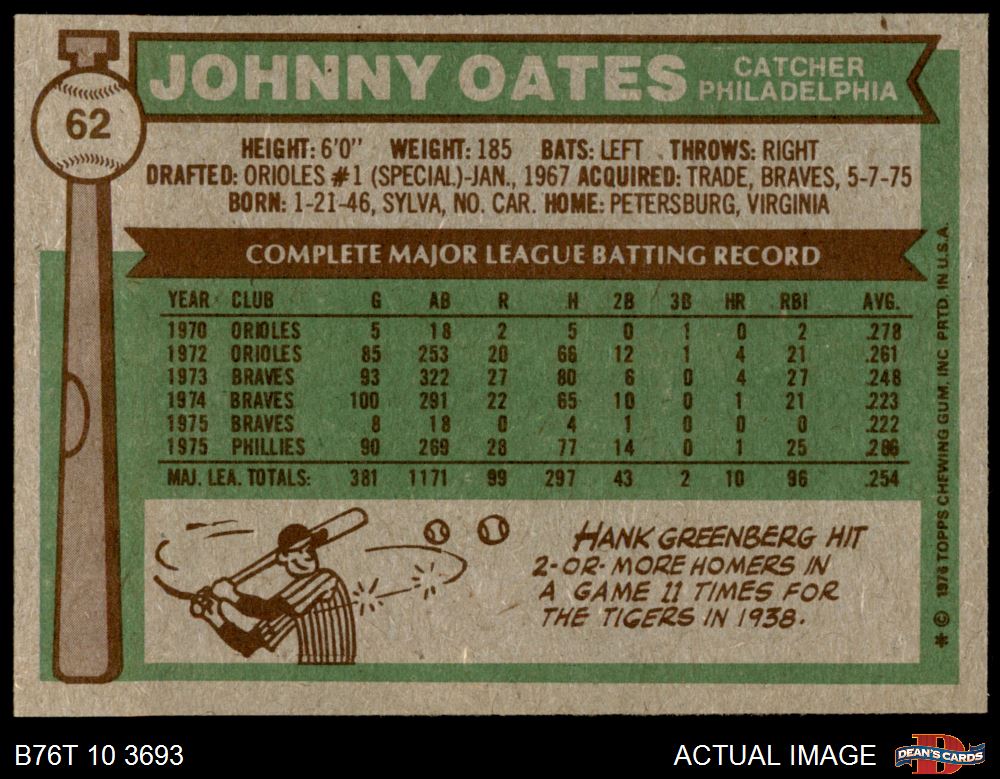 62
JOHNNY OATES
CATCHER
PHILADELPHIA
HEIGHT: 6'0" WEIGHT: 185 BATS: LEFT THROWS: RIGHT
DRAFTED: ORIOLES #1 (SPECIAL)-JAN., 1967 ACQUIRED: TRADE, BRAVES, 5-7-75
BORN: 1-21-46, SYLVA, NO. CAR. HOME: PETERSBURG, VIRGINIA
COMPLETE MAJOR LEAGUE BATTING RECORD
YEAR CLUB G AB R H 2B 3B HR RBI AVG.
1970 ORIOLES 5 18 2 5 0 1 0 2 .278
1972 ORIOLES 85 253 20 66 12 1 4 21 .261
1973 BRAVES 93 322 27 80 6 0 4 27 .248
1974 BRAVES 100 291 22 65 10 0 1 21 .223
1975 BRAVES 8 18 0 4 1 0 0 0 .222
1975 PHILLIES 90 269 28 77 14 0 1 25 .286
MAJ. LEA. TOTALS: 381 1171 99 297 43 2 10 96 .254
HANK GREENBERG HIT
2-OR-MORE HOMERS IN
A GAME 11 TIMES FOR
THE TIGERS IN 1938.
* © 1976 TOPPS CHEWING GUM, INC PRTD. IN U.S.A.
B76T 10 3693
ACTUAL IMAGE
DEAN'S CARDS